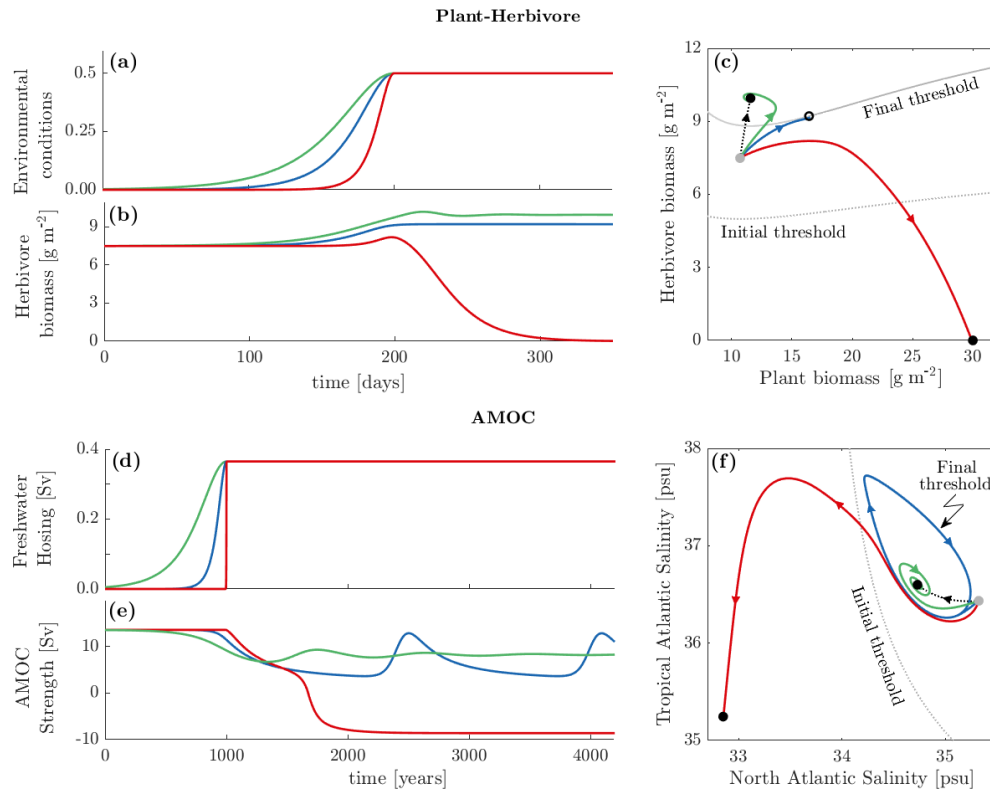 Plant-Herbivore
(a)
Environmental
conditions
0.5
0.25
0.00
(b)
Herbivore
biomass [g m-2]
9
6
3
0
0
100
200
300
time [days]
(c)
Herbivore biomass [g m-2]
12
9
6
3
0
Final threshold
Initial threshold
10
15
20
25
30
Plant biomass [g m-2]
AMOC
(d)
Freshwater
Hosing [Sv]
0.4
0.2
0.0
(e)
AMOC
Strength [Sv]
10
0
-10
0
1000
2000
3000
4000
time [years]
(f)
Tropical Atlantic Salinity [psu]
38
37
36
35
Final
threshold
Initial threshold
33
34
35
North Atlantic Salinity [psu]